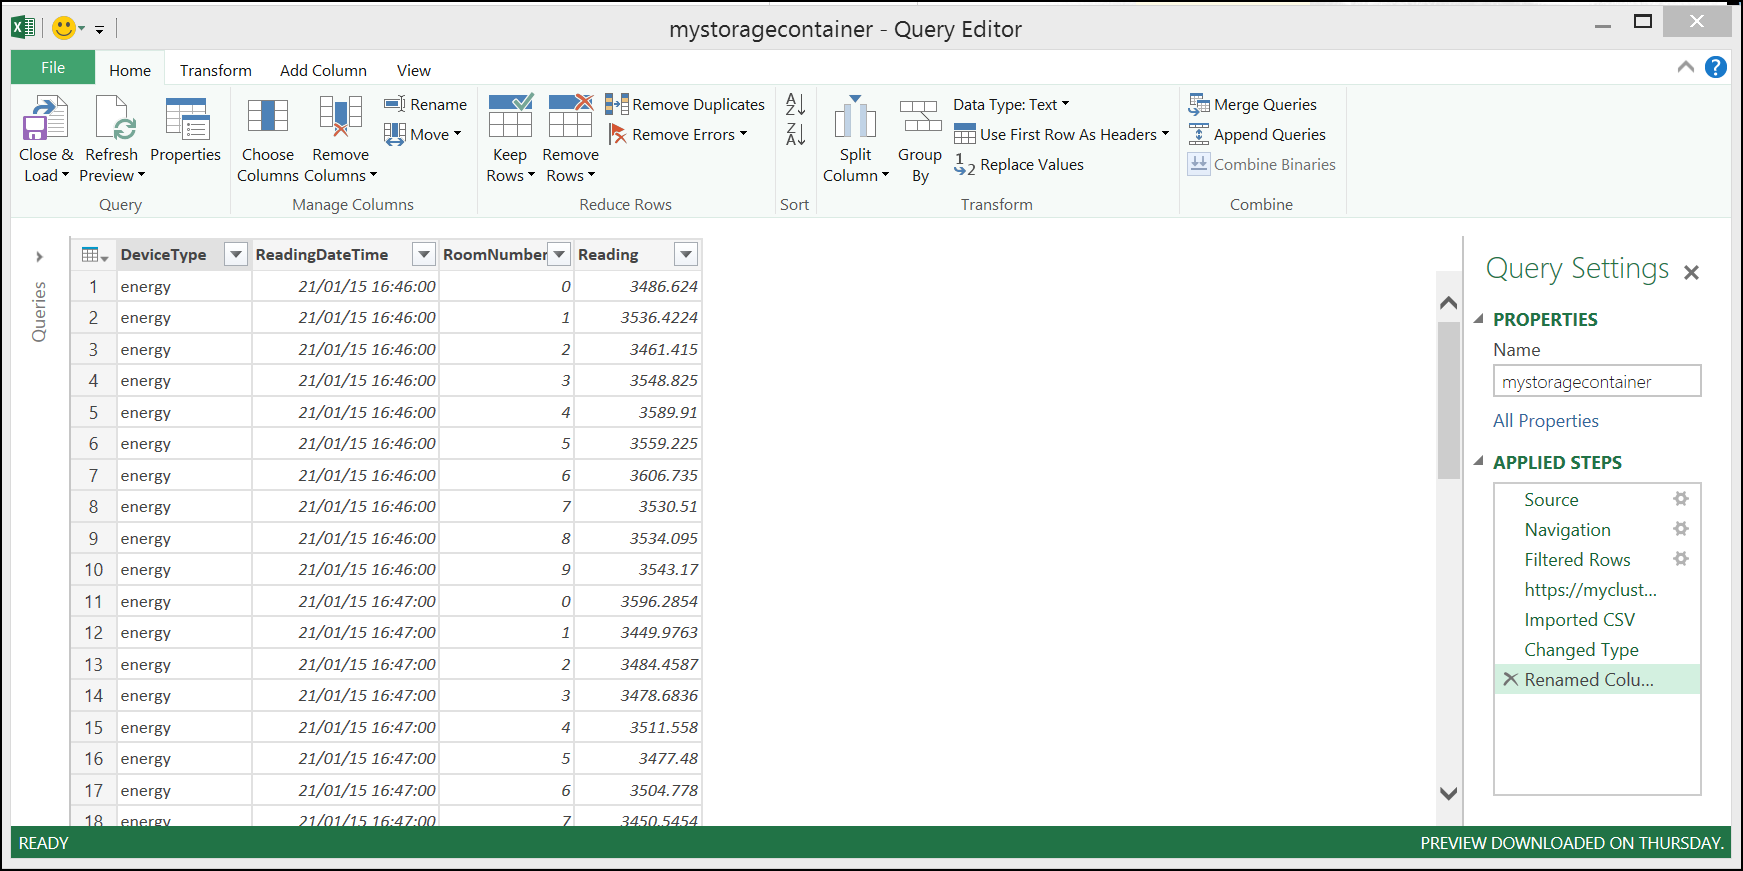 mystoragecontainer - Query Editor
File Home Transform Add Column View
Close & Load
Refresh Preview
Properties
Query
Choose Columns
Remove Columns
Rename
Move
Manage Columns
Keep Rows
Remove Rows
Remove Duplicates
Remove Errors
Reduce Rows
A Z
Z A
Sort
Split Column
Group By
Data Type: Text
Use First Row As Headers
1 2 Replace Values
Transform
Merge Queries
Append Queries
Combine Binaries
Combine
Queries
DeviceType ReadingDateTime RoomNumber Reading
1 energy 21/01/15 16:46:00 0 3486.624
2 energy 21/01/15 16:46:00 1 3536.4224
3 energy 21/01/15 16:46:00 2 3461.415
4 energy 21/01/15 16:46:00 3 3548.825
5 energy 21/01/15 16:46:00 4 3589.91
6 energy 21/01/15 16:46:00 5 3559.225
7 energy 21/01/15 16:46:00 6 3606.735
8 energy 21/01/15 16:46:00 7 3530.51
9 energy 21/01/15 16:46:00 8 3534.095
10 energy 21/01/15 16:46:00 9 3543.17
11 energy 21/01/15 16:47:00 0 3596.2854
12 energy 21/01/15 16:47:00 1 3449.9763
13 energy 21/01/15 16:47:00 2 3484.4587
14 energy 21/01/15 16:47:00 3 3478.6836
15 energy 21/01/15 16:47:00 4 3511.558
16 energy 21/01/15 16:47:00 5 3477.48
17 energy 21/01/15 16:47:00 6 3504.778
18 energy 21/01/15 16:47:00 7 3450.5454
Query Settings
PROPERTIES
Name
mystoragecontainer
All Properties
APPLIED STEPS
Source
Navigation
Filtered Rows
https://myclust...
Imported CSV
Changed Type
Renamed Colu...
READY
PREVIEW DOWNLOADED ON THURSDAY.